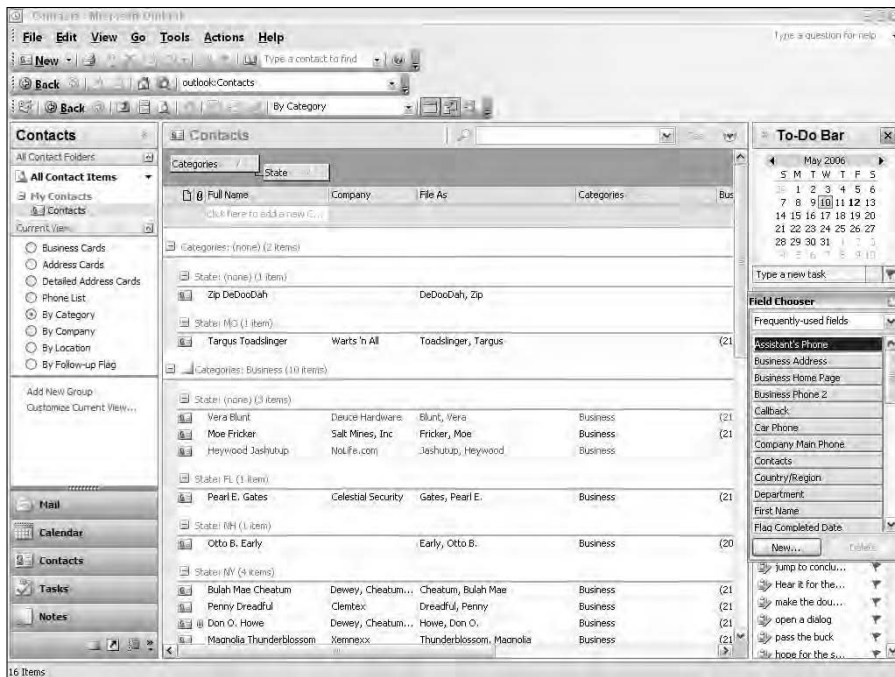 Contacts - Microsoft Outlook
File Edit View Go Tools Actions Help
Type a question for help
New
Type a contact to find
Back
outlook:Contacts
Back
By Category
Contacts
All Contact Folders
All Contact Items
My Contacts
Contacts
Current View
Business Cards
Address Cards
Detailed Address Cards
Phone List
By Category
By Company
By Location
By Follow-up Flag
Add New Group
Customize Current View...
Mail
Calendar
Contacts
Tasks
Notes
Contacts
Categories
State
Full Name Company File As Categories Bus
Click here to add a new C...
Categories: (none) (2 items)
State: (none) (1 item)
Zip DeDooDah DeDooDah, Zip
State: MO (1 item)
Targus Toadslinger Warts 'n All Toadslinger, Targus (21
Categories: Business (10 items)
State: (none) (3 items)
Vera Blunt Deuce Hardware Blunt, Vera Business (21
Moe Fricker Salt Mines, Inc Fricker, Moe Business (21
Heywood Jashutup NoLife.com Jashutup, Heywood Business
State: FL (1 item)
Pearl E. Gates Celestial Security Gates, Pearl E. Business (21
State: NH (1 item)
Otto B. Early Early, Otto B. Business (20
State: NY (4 items)
Bulah Mae Cheatum Dewey, Cheatum... Cheatum, Bulah Mae Business (21
Penny Dreadful Clemtex Dreadful, Penny Business (21
Don O. Howe Dewey, Cheatum... Howe, Don O. Business (21
Magnolia Thunderblossom Xemnexx Thunderblossom, Magnolia Business (21
To-Do Bar
May 2006
S M T W T F S
1 2 3 4 5 6
7 8 9 10 11 12 13
14 15 16 17 18 19 20
21 22 23 24 25 26 27
28 29 30 31 1 2 3
4 5 6 7 8 9 10
Type a new task
Field Chooser
Frequently-used fields
Assistant's Phone
Business Address
Business Home Page
Business Phone 2
Callback
Car Phone
Company Main Phone
Contacts
Country/Region
Department
First Name
Flag Completed Date
New... Delete
jump to conclu...
Hear it for the...
make the dou...
open a dialog
pass the buck
hope for the s...
16 Items